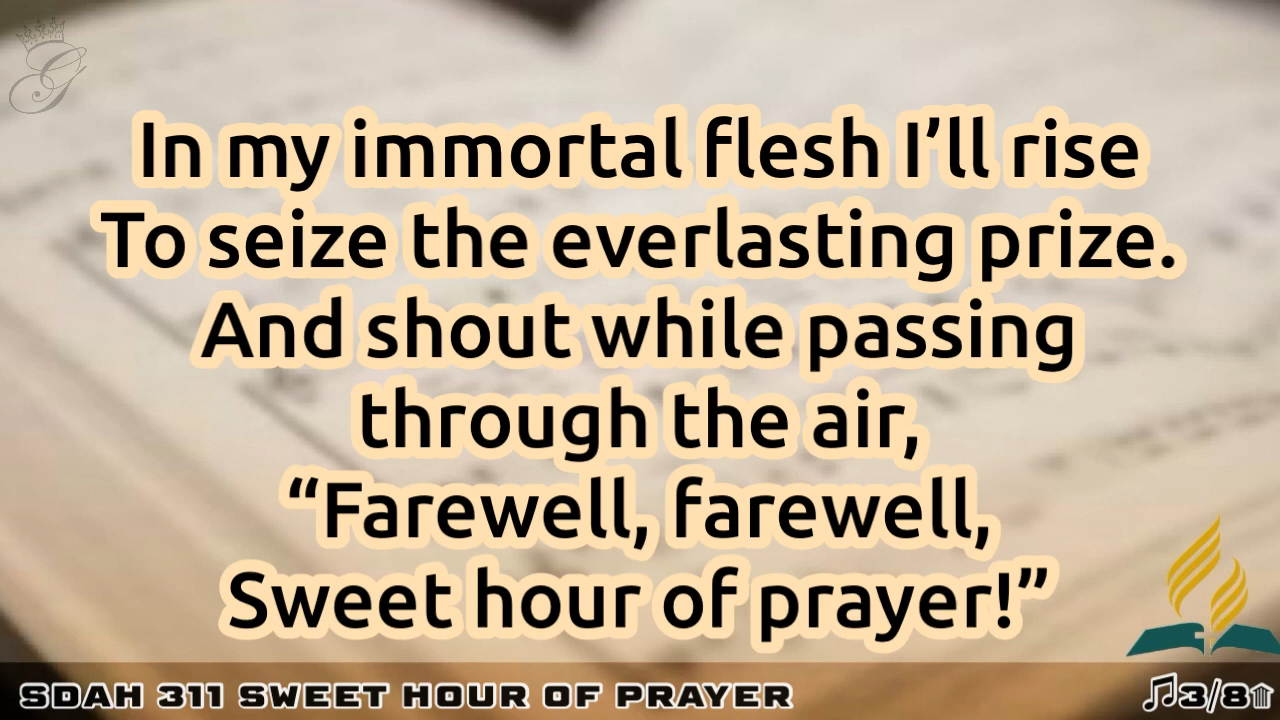 G
In my immortal flesh I’ll rise
To seize the everlasting prize.
And shout while passing
through the air,
“Farewell, farewell,
Sweet hour of prayer!”
SDAH 311 SWEET HOUR OF PRAYER
3/8